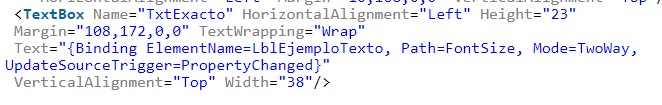 <TextBox Name="TxtExacto" HorizontalAlignment="Left" Height="23"
Margin="108,172,0,0" TextWrapping="Wrap"
Text="{Binding ElementName=LblEjemploTexto, Path=FontSize, Mode=TwoWay,
UpdateSourceTrigger=PropertyChanged}"
VerticalAlignment="Top" Width="38"/>